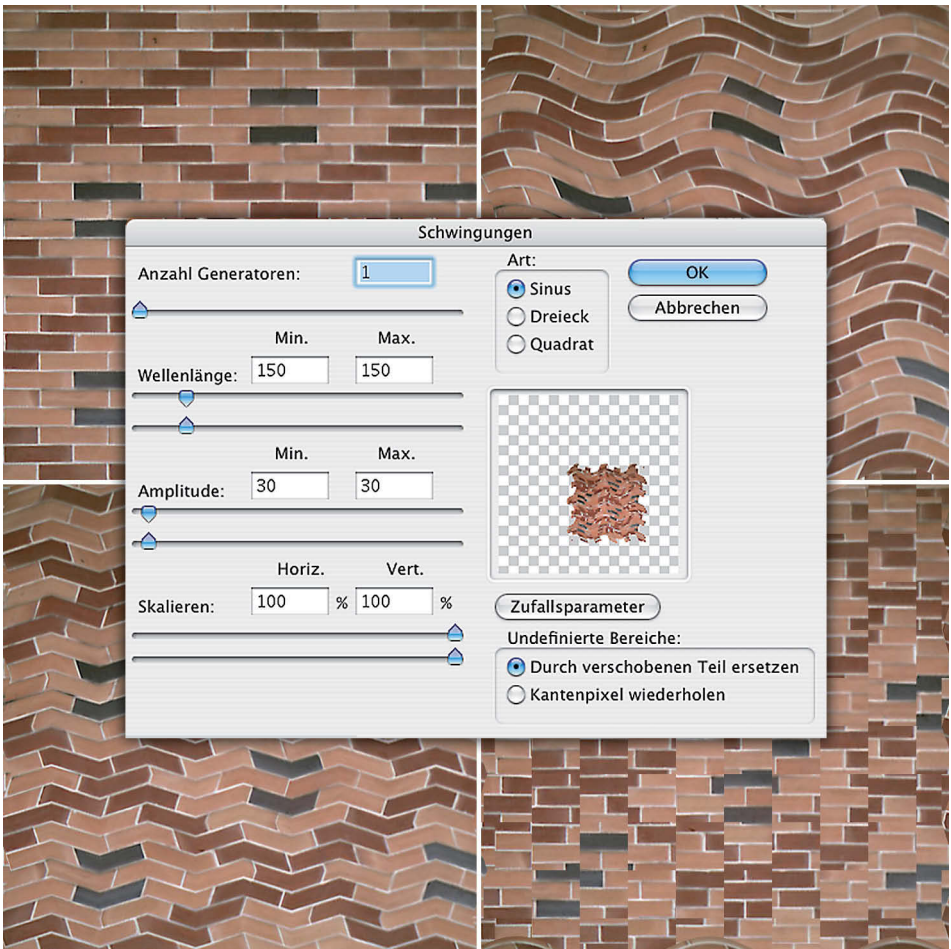 Schwingungen
Anzahl Generatoren: 1
Min. Max.
Wellenlänge: 150 150
Min. Max.
Amplitude: 30 30
Horiz. Vert.
Skalieren: 100 % 100 %
Art:
Sinus
Dreieck
Quadrat
OK
Abbrechen
Zufallsparameter
Undefinierte Bereiche:
Durch verschobenen Teil ersetzen
Kantenpixel wiederholen